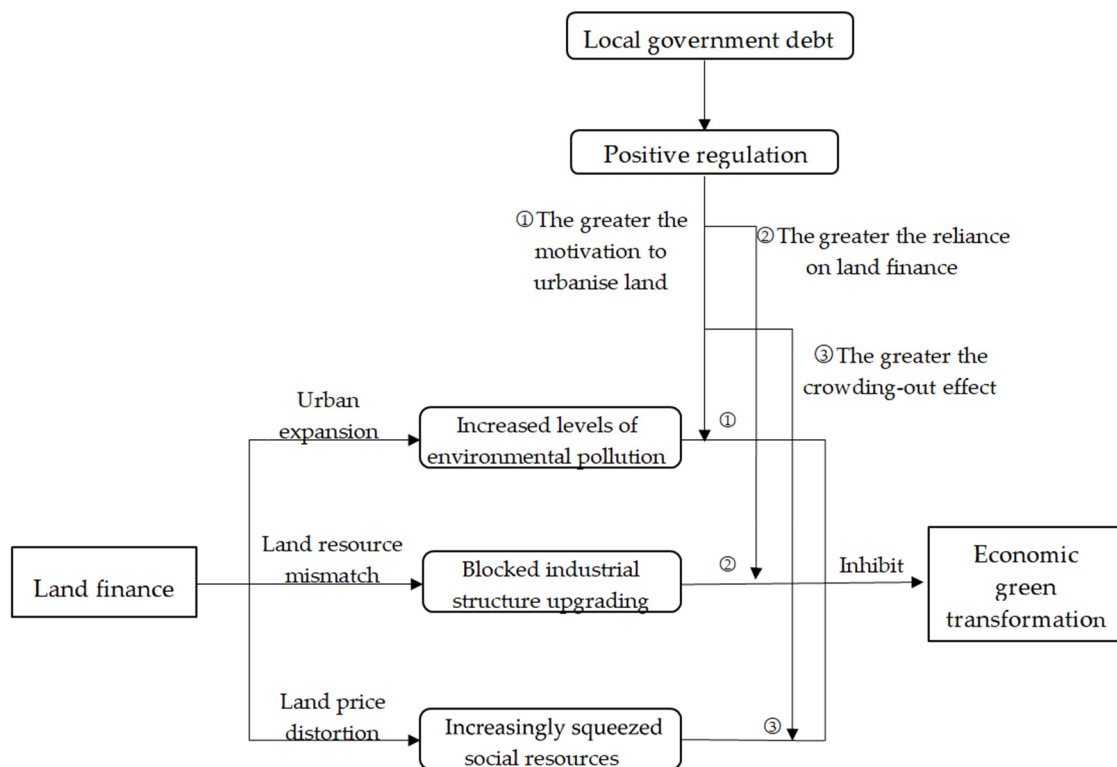 Local government debt
Positive regulation
①The greater the
motivation to
urbanise land
②The greater the reliance
on land finance
③The greater the
crowding-out effect
Urban
expansion
Increased levels of
environmental pollution
①
Land finance
Land resource
mismatch
Blocked industrial
structure upgrading
②
Inhibit
Economic
green
transformation
Land price
distortion
Increasingly squeezed
social resources
③